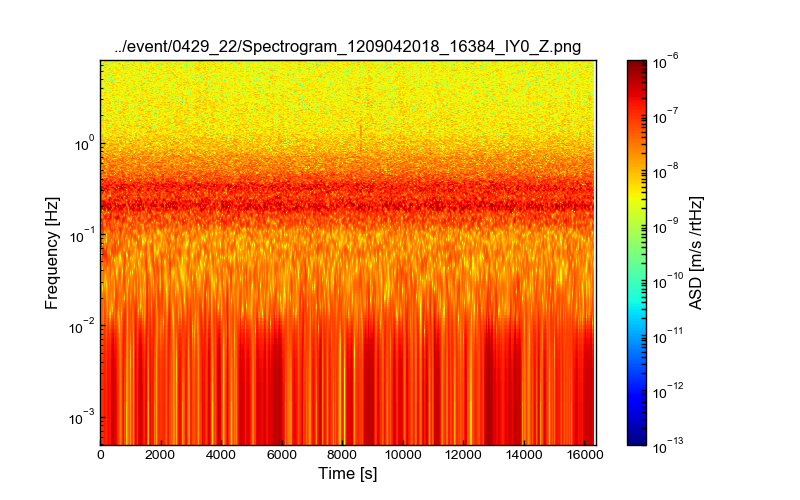 ../event/0429_22/Spectrogram_1209042018_16384_IY0_Z.png
Frequency [Hz]
10⁰
10⁻¹
10⁻²
10⁻³
0 2000 4000 6000 8000 10000 12000 14000 16000
Time [s]
10⁻⁶
10⁻⁷
10⁻⁸
10⁻⁹
10⁻¹⁰
10⁻¹¹
10⁻¹²
10⁻¹³
ASD [m/s /rtHz]